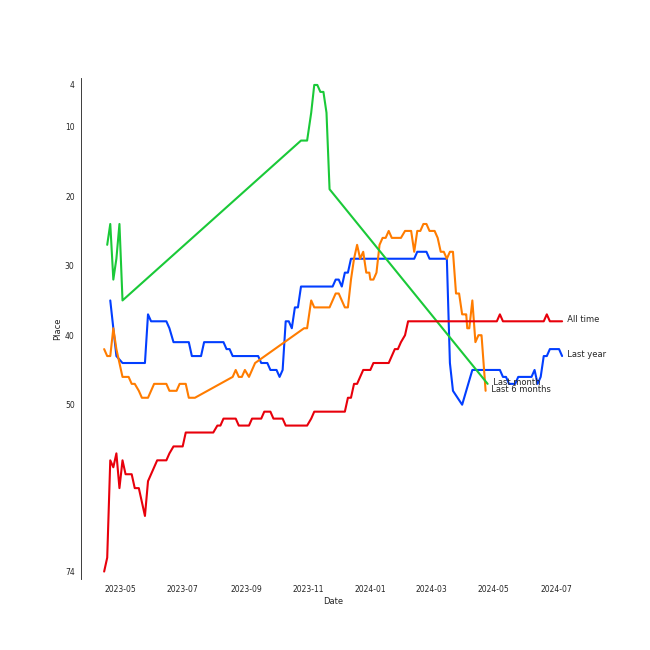 4
10
20
30
40
50
74
Place
2023-05
2023-07
2023-09
2023-11
2024-01
2024-03
2024-05
2024-07
Date
All time
Last year
Last month
Last 6 months